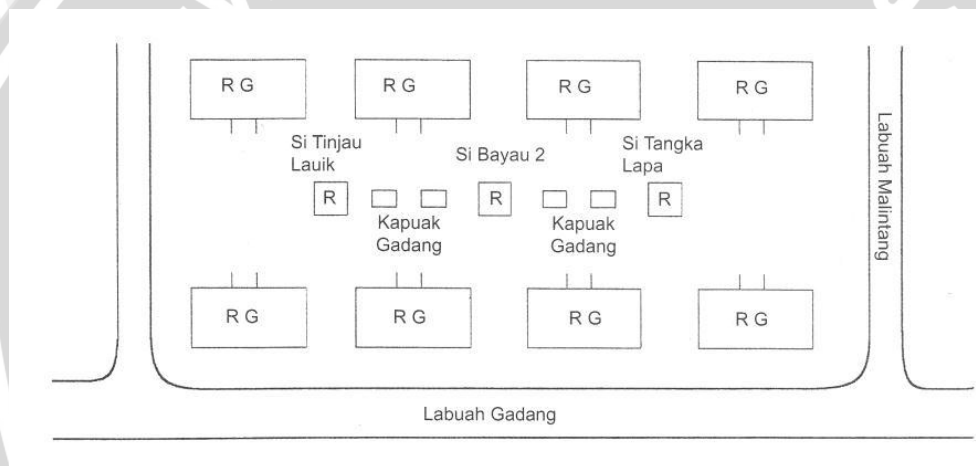 R G
R G
R G
R G
Si Tinjau
Lauik
Si Bayau 2
Si Tangka
Lapa
R
R
R
Kapuak
Gadang
Kapuak
Gadang
R G
R G
R G
R G
Labuah Malintang
Labuah Gadang